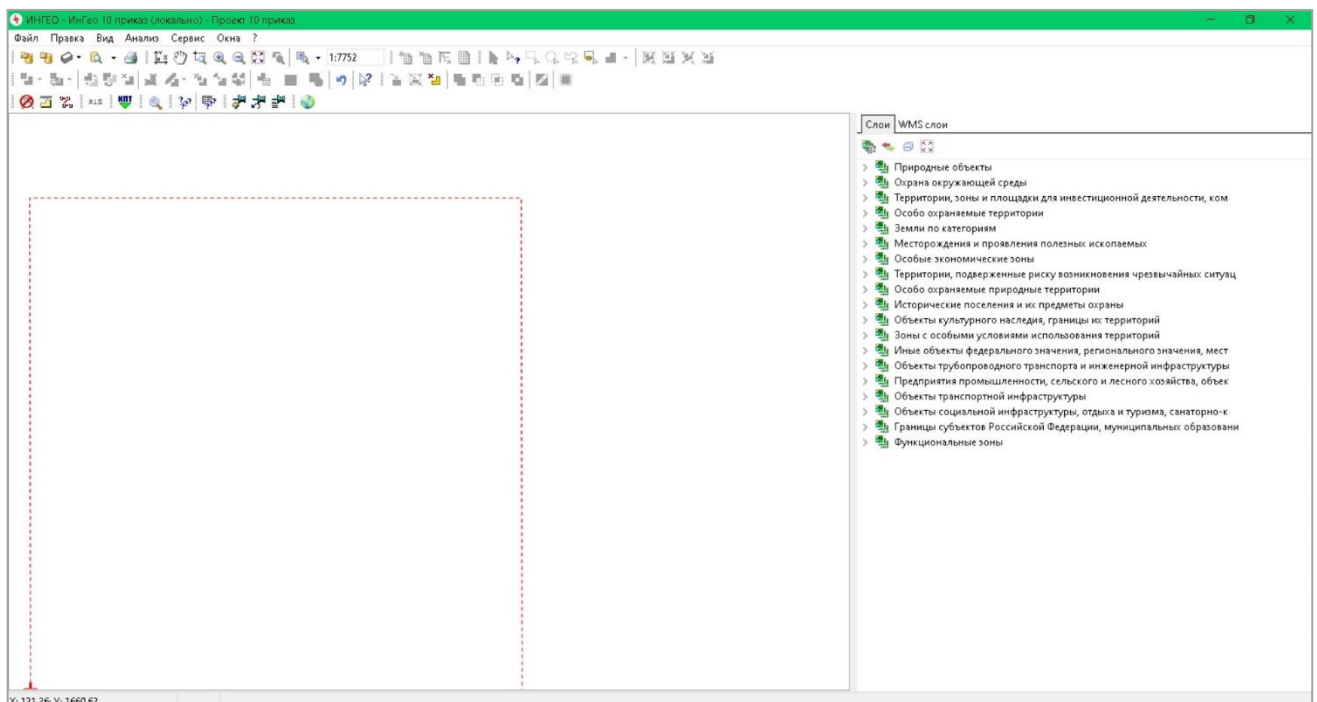 ИНГЕО - ИнГео 10 приказ (локально) - Проект 10 приказ
Файл Правка Вид Анализ Сервис Окна ?
1:7752
XLS КПТ
Слои WMS слои
Природные объекты
Охрана окружающей среды
Территории, зоны и площадки для инвестиционной деятельности, ком
Особо охраняемые территории
Земли по категориям
Месторождения и проявления полезных ископаемых
Особые экономические зоны
Территории, подверженные риску возникновения чрезвычайных ситуац
Особо охраняемые природные территории
Исторические поселения и их предметы охраны
Объекты культурного наследия, границы их территорий
Зоны с особыми условиями использования территорий
Иные объекты федерального значения, регионального значения, мест
Объекты трубопроводного транспорта и инженерной инфраструктуры
Предприятия промышленности, сельского и лесного хозяйства, объек
Объекты транспортной инфраструктуры
Объекты социальной инфраструктуры, отдыха и туризма, санаторно-к
Границы субъектов Российской Федерации, муниципальных образовани
Функциональные зоны